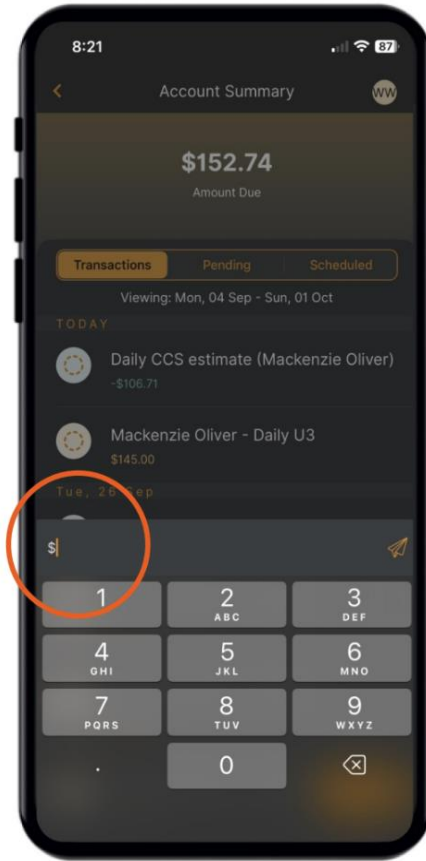 8:21
87
Account Summary
WW
$152.74
Amount Due
Transactions
Pending
Scheduled
Viewing: Mon, 04 Sep - Sun, 01 Oct
TODAY
Daily CCS estimate (Mackenzie Oliver)
-$106.71
Mackenzie Oliver - Daily U3
$145.00
Tue, 26 Sep
$
1
2
ABC
3
DEF
4
GHI
5
JKL
6
MNO
7
PQRS
8
TUV
9
WXYZ
.
0